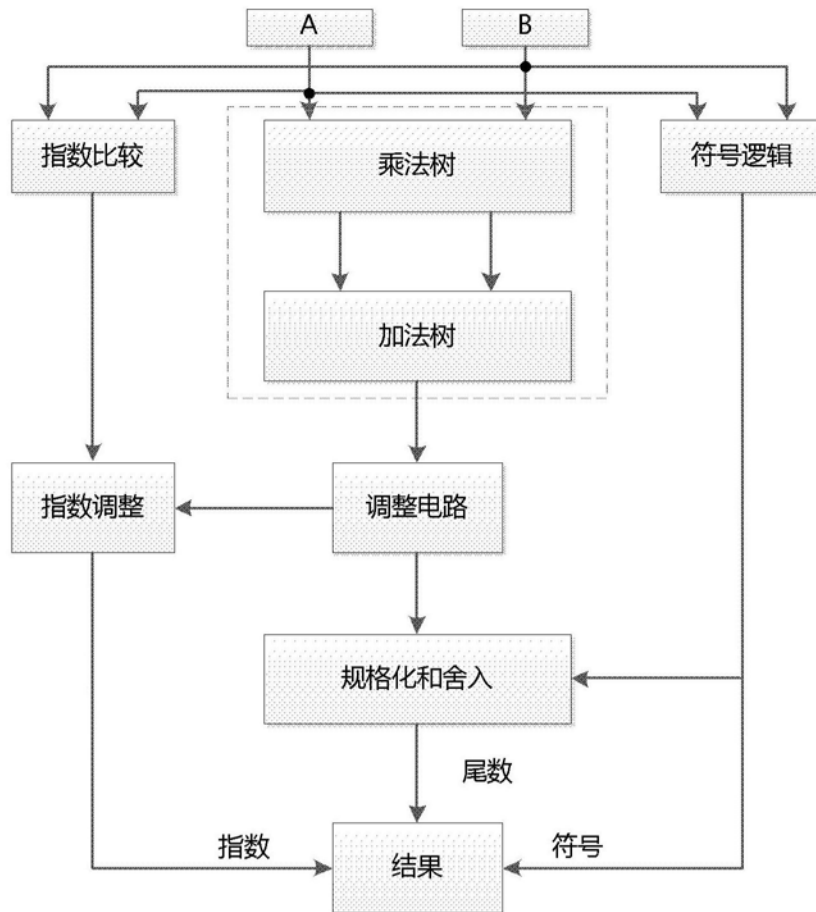 A
B
指数比较
乘法树
符号逻辑
加法树
指数调整
调整电路
规格化和舍入
尾数
指数
结果
符号